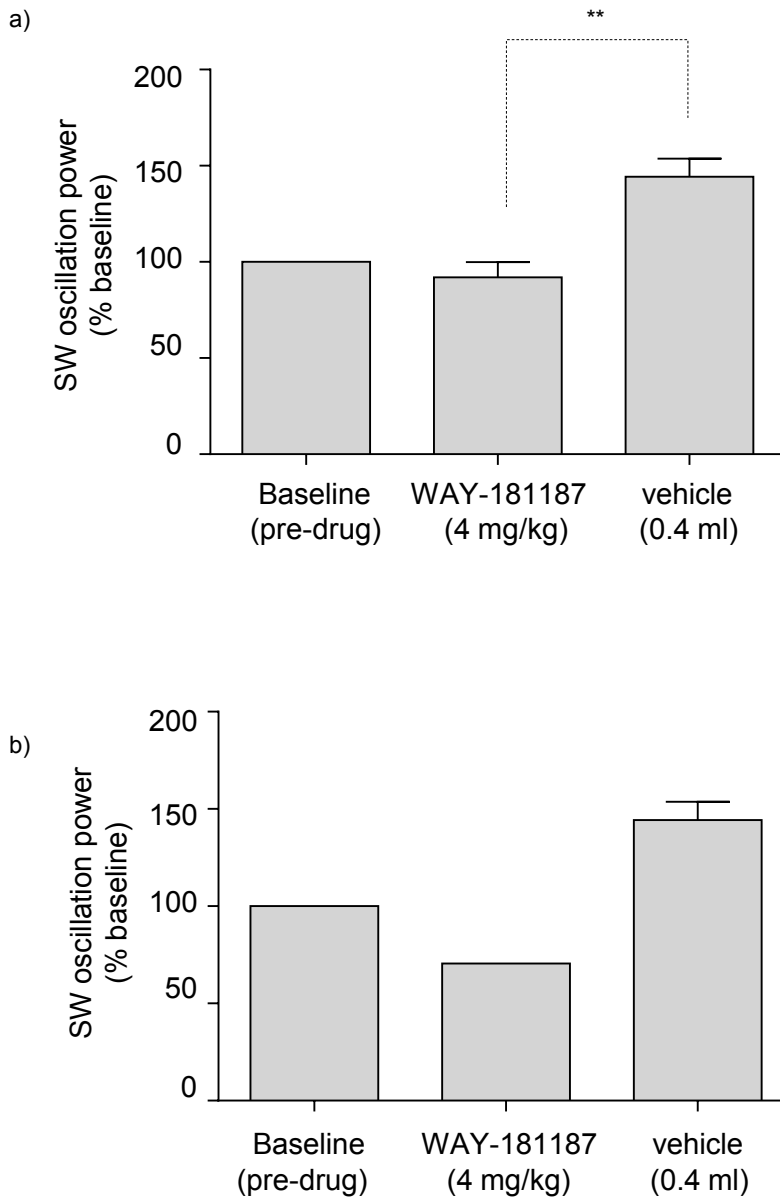 a)
**
200
150
100
50
0
SW oscillation power
(% baseline)
Baseline
(pre-drug)
WAY-181187
(4 mg/kg)
vehicle
(0.4 ml)
b)
200
150
100
50
0
SW oscillation power
(% baseline)
Baseline
(pre-drug)
WAY-181187
(4 mg/kg)
vehicle
(0.4 ml)